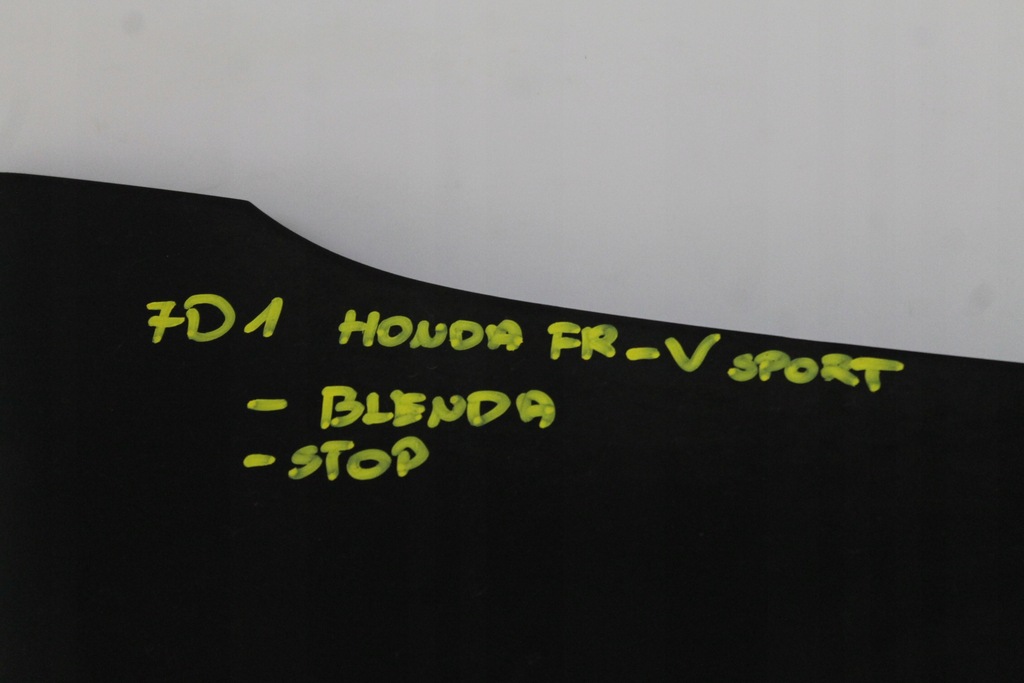 7D1 HONDA FR-V SPORT
- BLENDA
- STOP